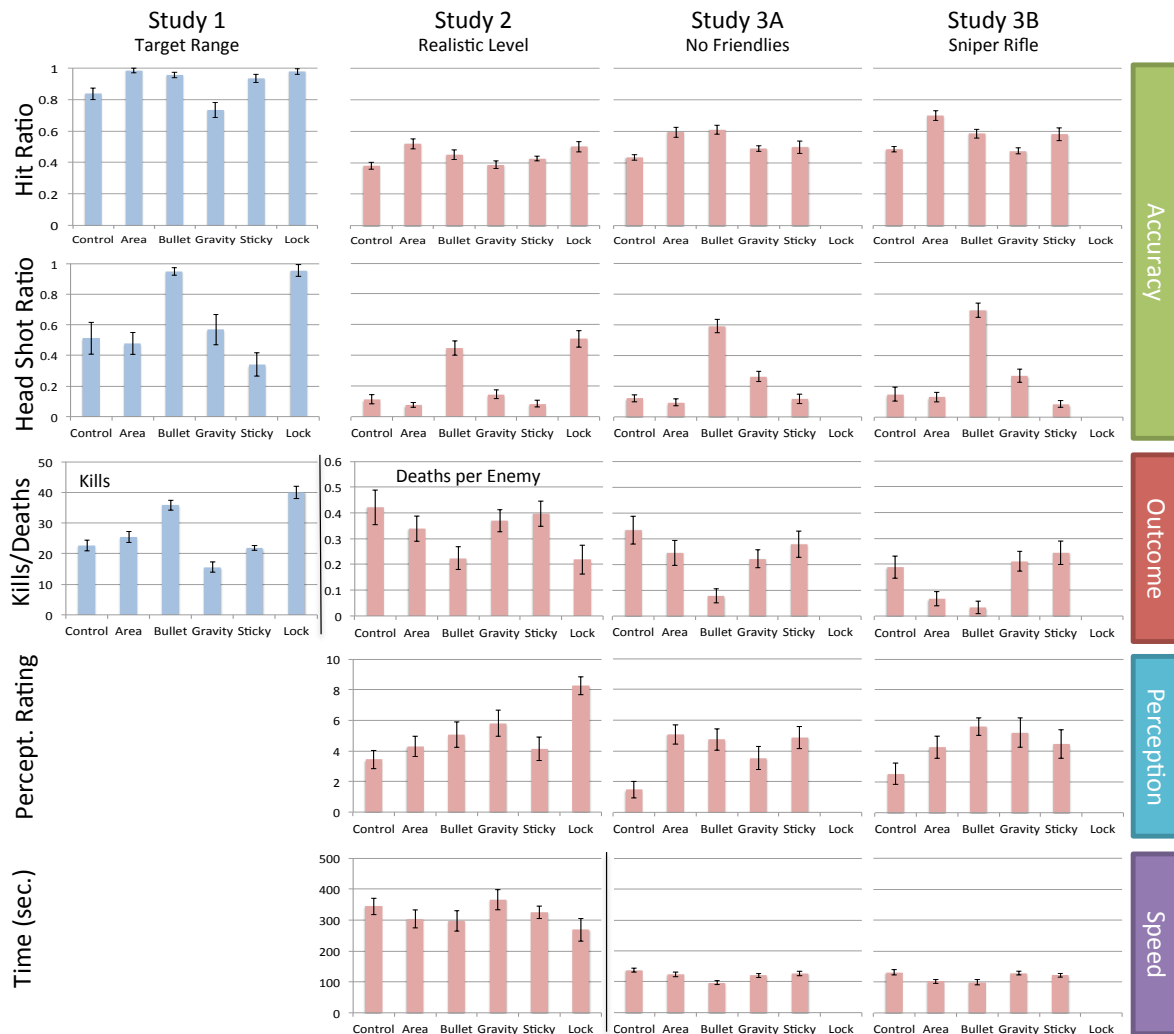 Study 1
Target Range
Study 2
Realistic Level
Study 3A
No Friendlies
Study 3B
Sniper Rifle
Hit Ratio
1
0.8
0.6
0.4
0.2
0
Control Area Bullet Gravity Sticky Lock
Control Area Bullet Gravity Sticky Lock
Control Area Bullet Gravity Sticky Lock
Control Area Bullet Gravity Sticky Lock
Accuracy
Head Shot Ratio
1
0.8
0.6
0.4
0.2
0
Control Area Bullet Gravity Sticky Lock
Control Area Bullet Gravity Sticky Lock
Control Area Bullet Gravity Sticky Lock
Control Area Bullet Gravity Sticky Lock
Kills/Deaths
50
40
30
20
10
0
Kills
Control Area Bullet Gravity Sticky Lock
0.6
0.5
0.4
0.3
0.2
0.1
0
Deaths per Enemy
Control Area Bullet Gravity Sticky Lock
Control Area Bullet Gravity Sticky Lock
Control Area Bullet Gravity Sticky Lock
Outcome
Percept. Rating
10
8
6
4
2
0
Control Area Bullet Gravity Sticky Lock
Control Area Bullet Gravity Sticky Lock
Control Area Bullet Gravity Sticky Lock
Perception
Time (sec.)
500
400
300
200
100
0
Control Area Bullet Gravity Sticky Lock
Control Area Bullet Gravity Sticky Lock
Control Area Bullet Gravity Sticky Lock
Speed